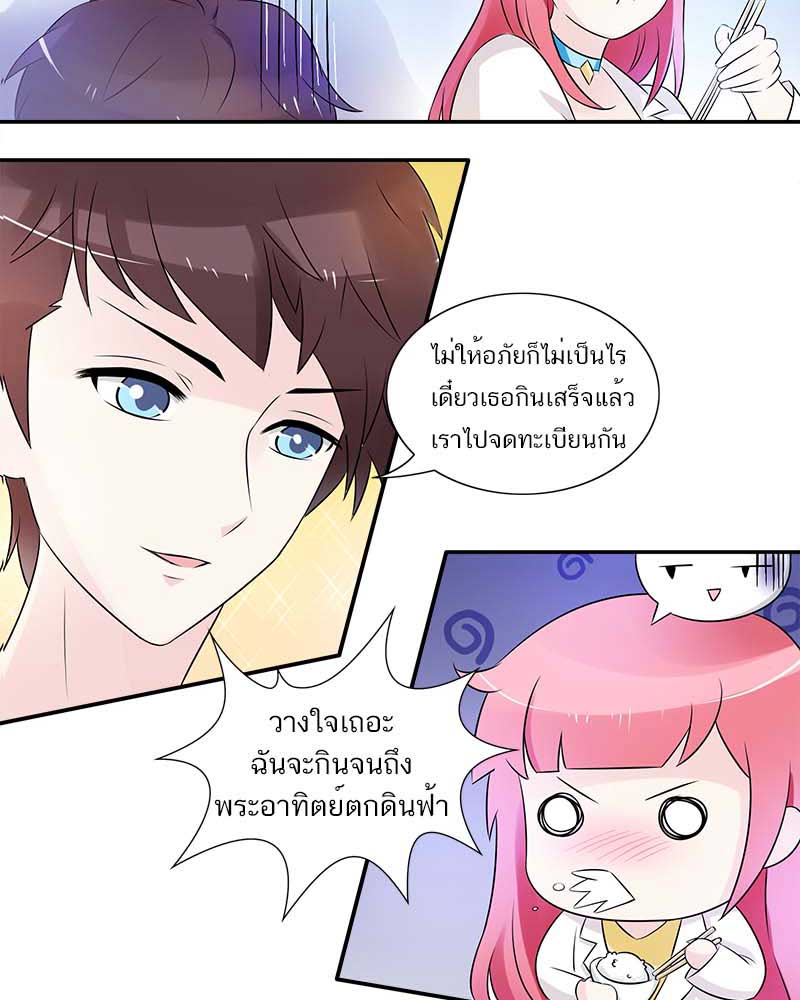 ไม่ให้อภัยก็ไม่เป็นไร
เดี๋ยวเธอกินเสร็จแล้ว
เราไปจดทะเบียนกัน
วางใจเถอะ
ฉันจะกินจนถึง
พระอาทิตย์ตกดินฟ้า